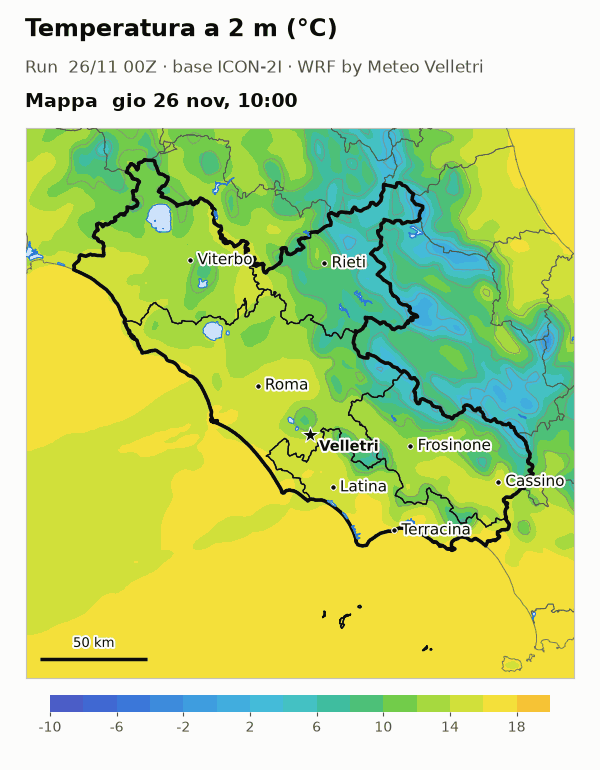 Temperatura a 2 m (°C)
Run  26/11 00Z · base ICON-2I · WRF by Meteo Velletri
Mappa  gio 26 nov, 10:00
Viterbo
Rieti
Roma
Velletri
Frosinone
Latina
Cassino
Terracina
50 km
-10 -6 -2 2 6 10 14 18